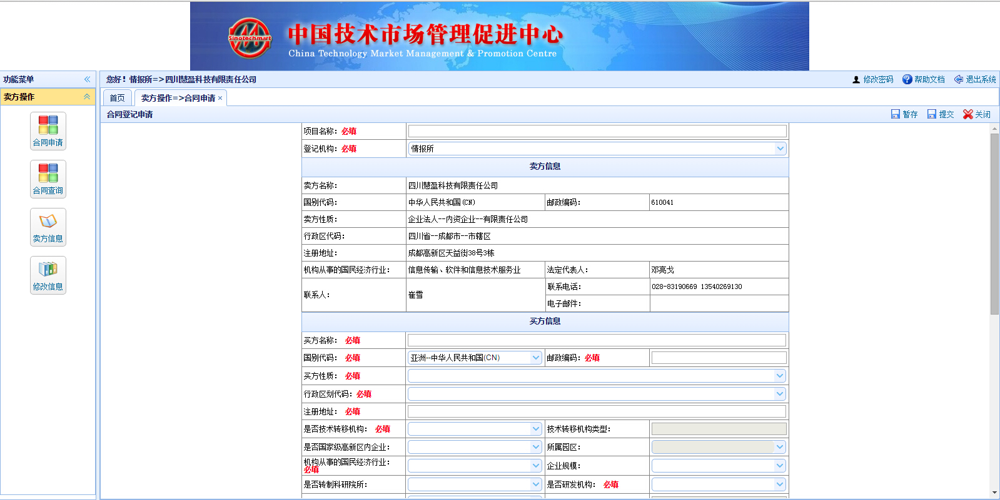 Sinotechmart
中国技术市场管理促进中心
China Technology Market Management & Promotion Centre
功能菜单
您好！情报所=>四川慧盈科技有限责任公司
修改密码 帮助文档 退出系统
卖方操作
首页 卖方操作=>合同申请 ×
合同登记申请
暂存 提交 关闭
合同申请
合同查询
卖方信息
修改信息
项目名称：必填
登记机构：必填 情报所
卖方信息
卖方名称： 四川慧盈科技有限责任公司
国别代码： 中华人民共和国(CN) 邮政编码： 610041
卖方性质： 企业法人--内资企业--有限责任公司
行政区代码： 四川省--成都市--市辖区
注册地址： 成都高新区天益街38号3栋
机构从事的国民经济行业： 信息传输、软件和信息技术服务业 法定代表人： 邓亮戈
联系人： 崔雪 联系电话： 028-83190669 13540269130
电子邮件：
买方信息
买方名称： 必填
国别代码： 必填 亚洲--中华人民共和国(CN) 邮政编码：必填
买方性质： 必填
行政区划代码：必填
注册地址： 必填
是否技术转移机构： 必填 技术转移机构类型：
是否国家级高新区内企业： 所属园区：
机构从事的国民经济行业：
必填 企业规模：
是否转制科研院所： 是否研发机构： 必填